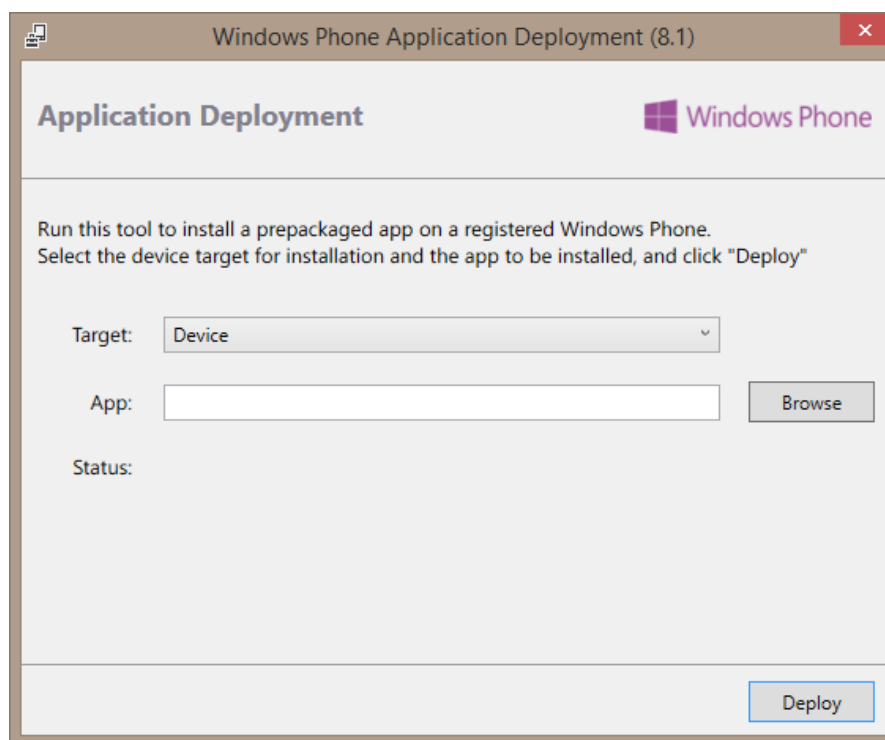 Windows Phone Application Deployment (8.1)
Application Deployment
Windows Phone
Run this tool to install a prepackaged app on a registered Windows Phone.
Select the device target for installation and the app to be installed, and click "Deploy"
Target:
Device
App:
Browse
Status:
Deploy